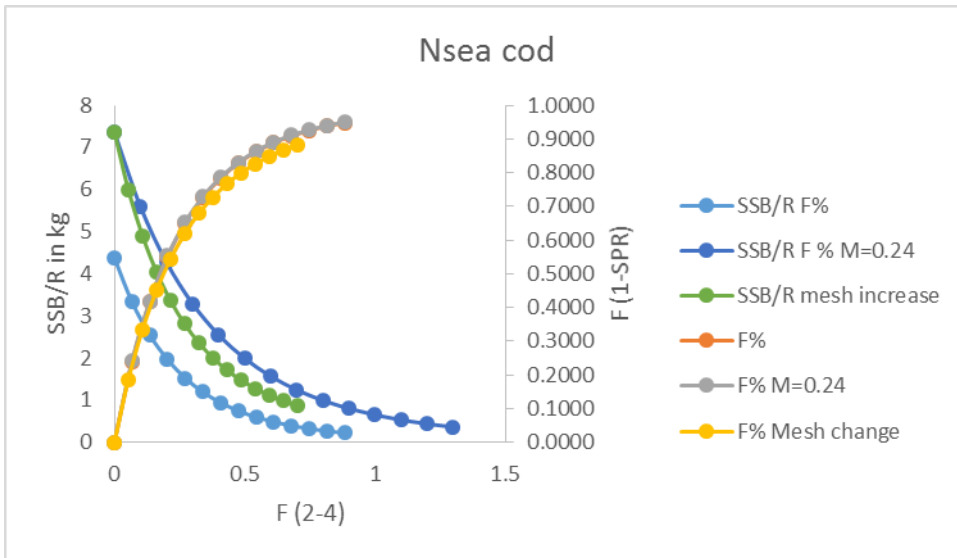 Nsea cod
SSB/R in kg
8
7
6
5
4
3
2
1
0
0
0.5
1
1.5
F (2-4)
1.0000
0.9000
0.8000
0.7000
0.6000
0.5000
0.4000
0.3000
0.2000
0.1000
0.0000
F (1-SPR)
SSB/R F%
SSB/R F % M=0.24
SSB/R mesh increase
F%
F% M=0.24
F% Mesh change